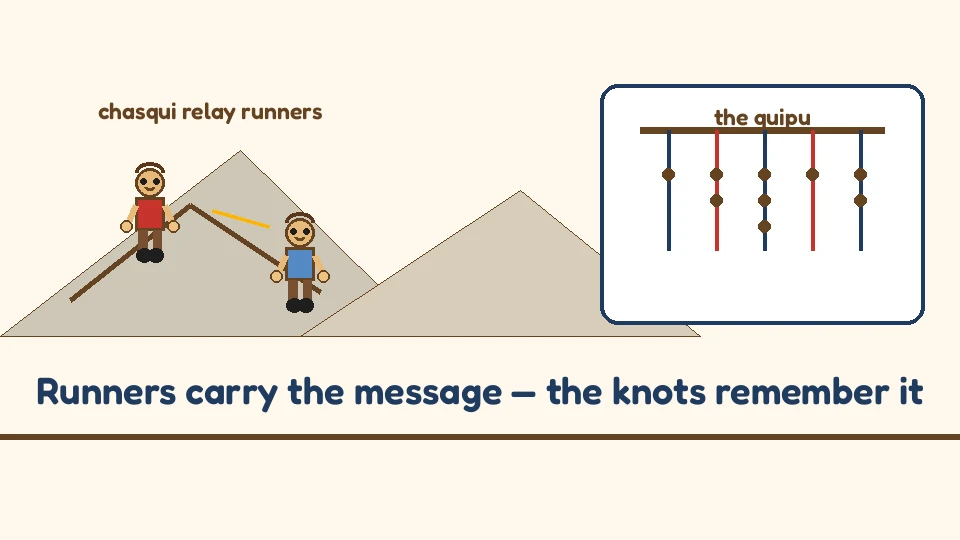 chasqui relay runners
the quipu
Runners carry the message — the knots remember it